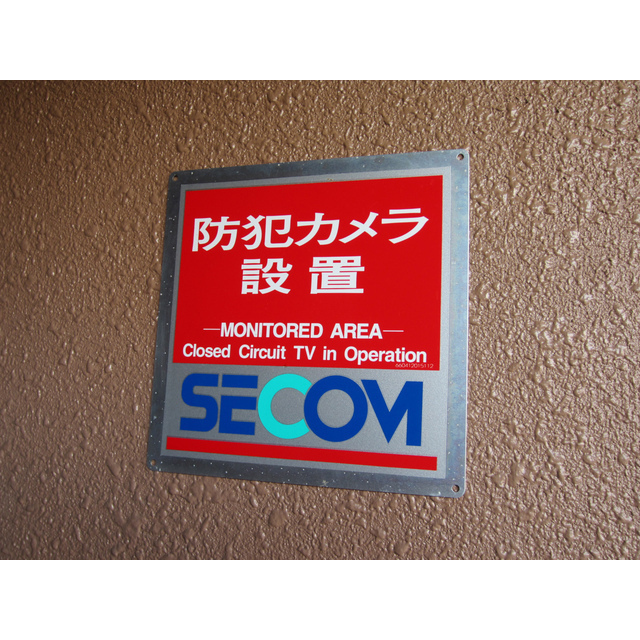 防犯カメラ
設置
—MONITORED AREA—
Closed Circuit TV in Operation
SECOM